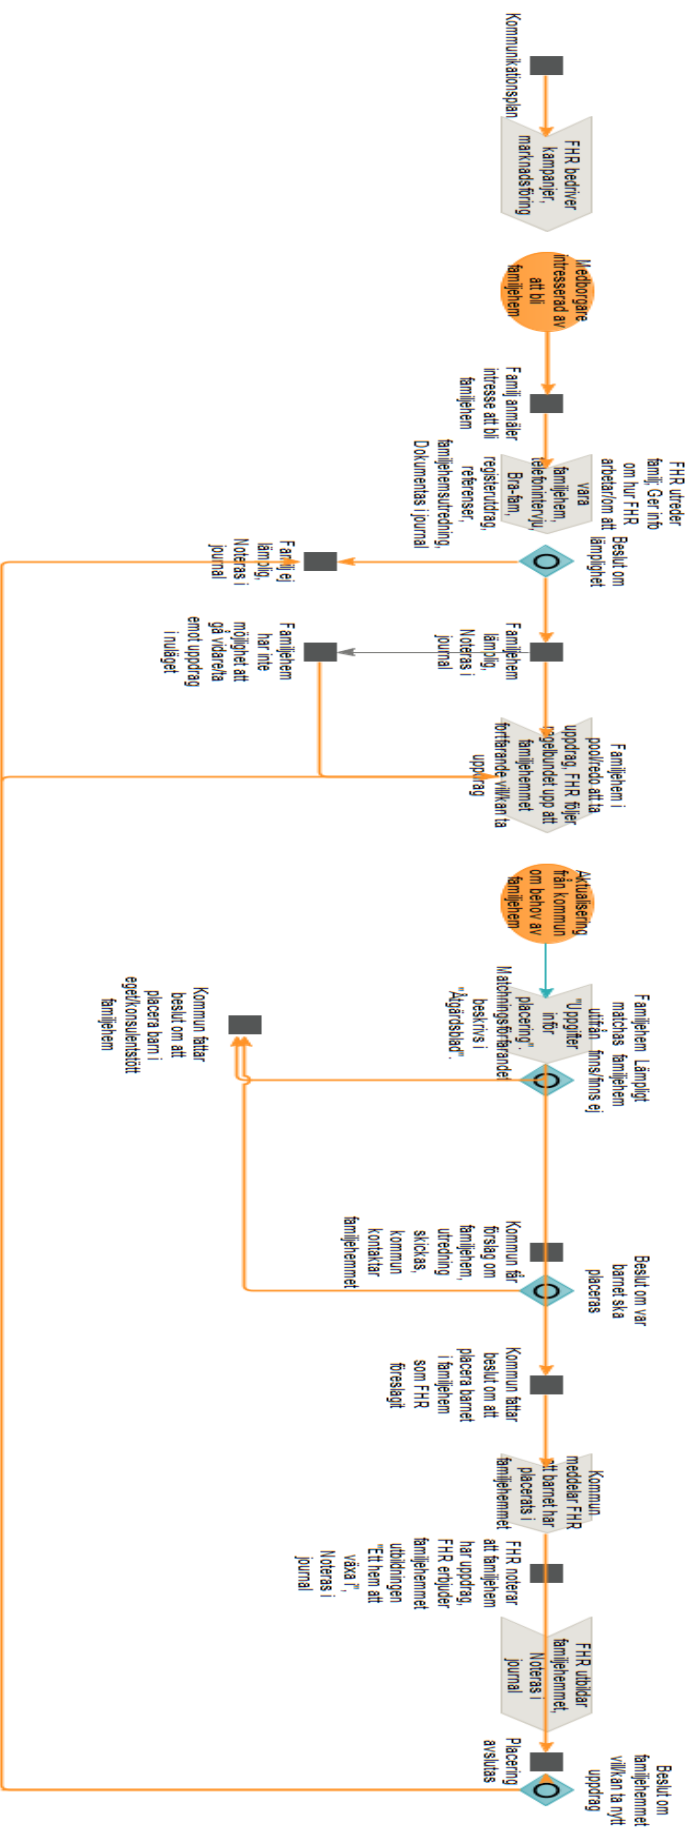 Kommunikationsplan
FHR bedriver
kampanjer,
marknadsföring
Medborgare
intresserad av
att bli
familjehem
Familj anmäler
intresse att bli
familjehem
FHR utreder
familj, Ger info
om hur FHR
arbetar/om att
vara
familjehem,
telefonintervju,
Bra-fam,
registerutdrag,
referenser,
familjehemsutredning,
Dokumentas i journal
Beslut om
lämplighet
Familj ej
lämplig,
Noteras i
journal
Familjehem
lämplig,
Noteras i
journal
Familjehem
har inte
möjlighet att
gå vidare/ta
emot uppdrag
i nuläget
Familjehem i
pool/redo att ta
uppdrag, FHR följer
regelbundet upp att
familjehemmet
fortfarande vill/kan ta
uppdrag
Aktualisering
från kommun
om behov av
familjehem
Familjehem
matchas
utifrån
"Uppgifter
inför
placering".
Matchningsförfarandet
beskrivs i
"Åtgärdsblad".
Lämpligt
familjehem
finns/finns ej
Kommun fattar
beslut om att
placera barn i
eget/konsulentstött
familjehem
Kommun får
förslag om
familjehem,
utredning
skickas,
kommun
kontaktar
familjehemmet
Beslut om var
barnet ska
placeras
Kommun fattar
beslut om att
placera barnet
i familjehem
som FHR
föreslagit
Kommun
meddelar FHR
att barnet har
placerats i
familjehemmet
FHR noterar
att familjehem
har uppdrag,
FHR erbjuder
familjehemmet
utbildningen
"Ett hem att
växa i",
Noteras i
journal
FHR utbildar
familjehemmet,
Noteras i
journal
Placering
avslutas
Beslut om
familjehemmet
vill/kan ta nytt
uppdrag